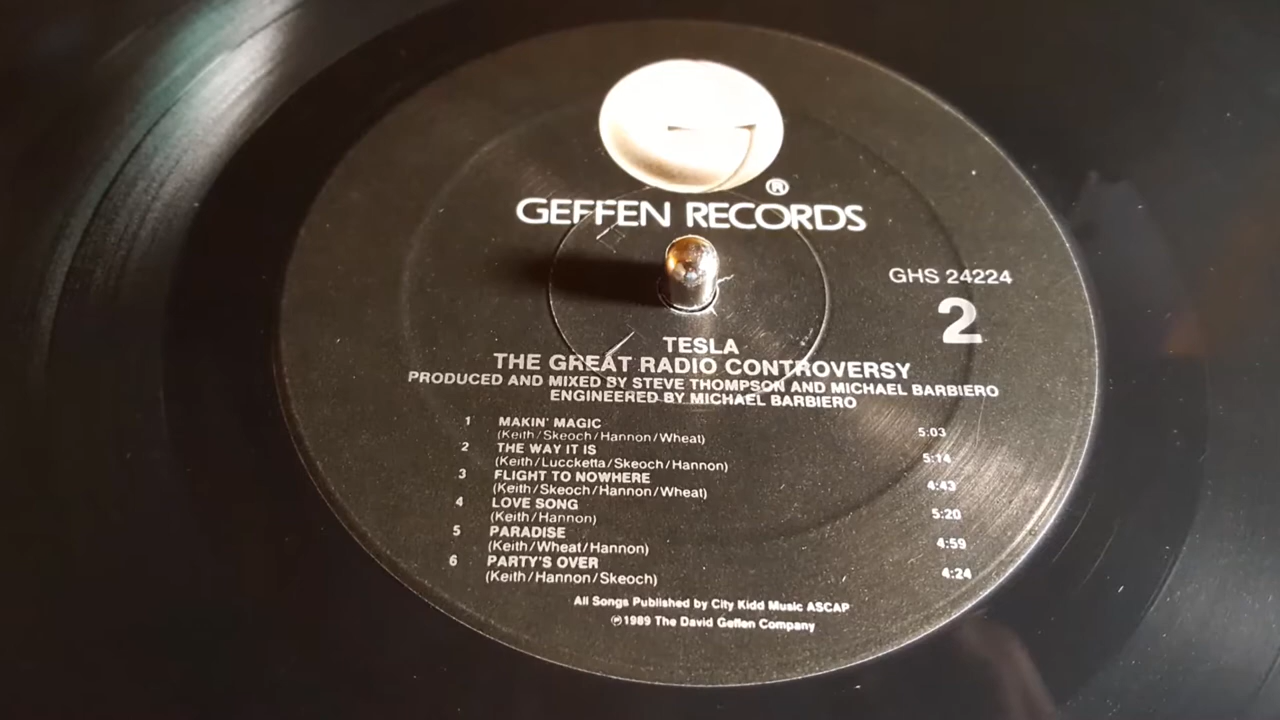 ®
GEFFEN RECORDS
GHS 24224
2
TESLA
THE GREAT RADIO CONTROVERSY
PRODUCED AND MIXED BY STEVE THOMPSON AND MICHAEL BARBIERO
ENGINEERED BY MICHAEL BARBIERO
1 MAKIN' MAGIC
(Keith/Skeoch/Hannon/Wheat) 5:03
2 THE WAY IT IS
(Keith/Luccketta/Skeoch/Hannon) 5:14
3 FLIGHT TO NOWHERE
(Keith/Skeoch/Hannon/Wheat) 4:43
4 LOVE SONG
(Keith/Hannon) 5:20
5 PARADISE
(Keith/Wheat/Hannon) 4:59
6 PARTY'S OVER
(Keith/Hannon/Skeoch) 4:24
All Songs Published by City Kidd Music ASCAP
℗1989 The David Geffen Company